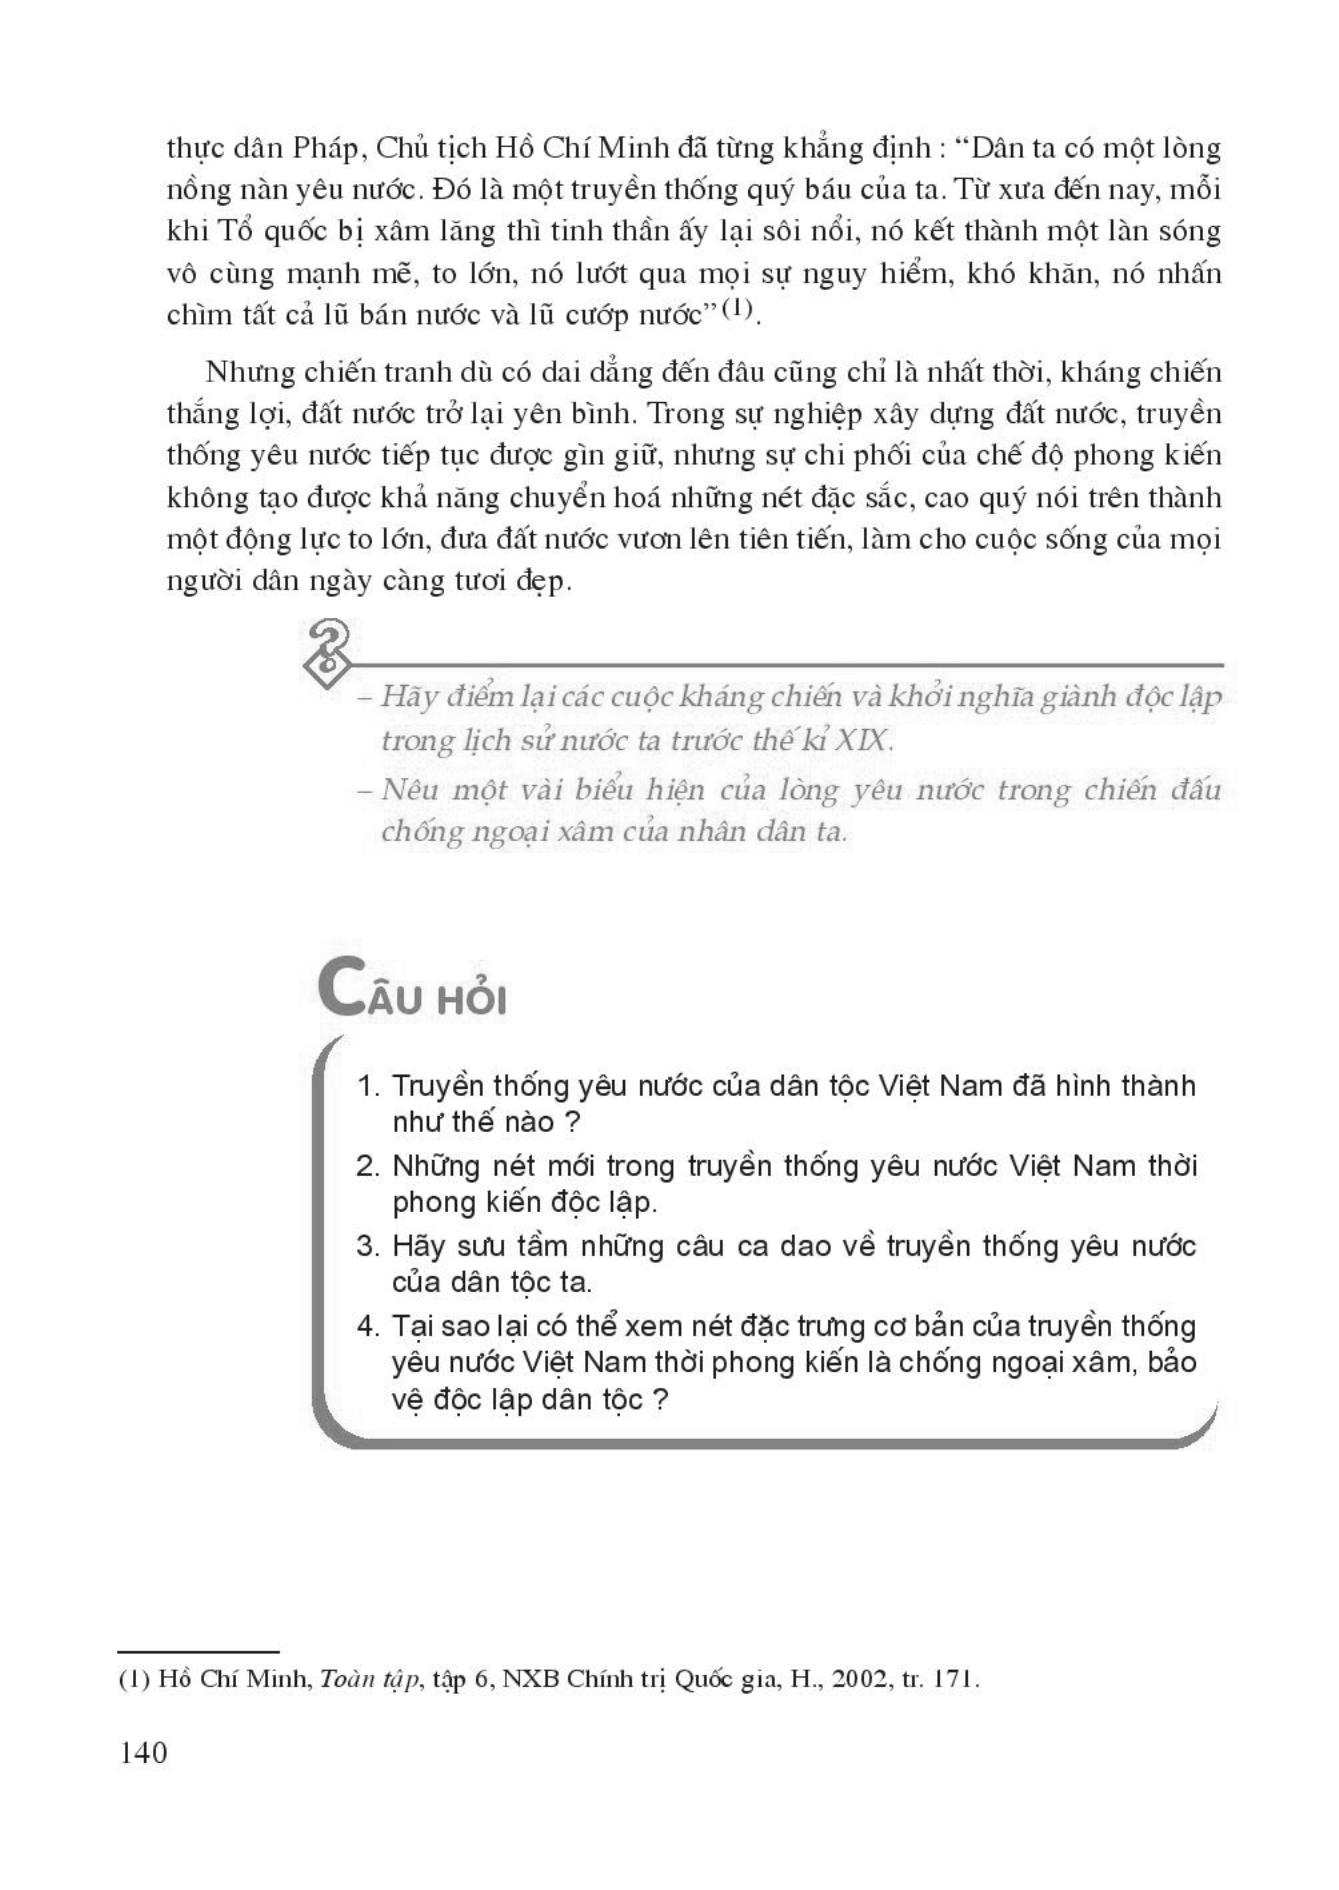 thực dân Pháp, Chủ tịch Hồ Chí Minh đã từng khẳng định : “Dân ta có một lòng
nồng nàn yêu nước. Đó là một truyền thống quý báu của ta. Từ xưa đến nay, mỗi
khi Tổ quốc bị xâm lăng thì tinh thần ấy lại sôi nổi, nó kết thành một làn sóng
vô cùng mạnh mẽ, to lớn, nó lướt qua mọi sự nguy hiểm, khó khăn, nó nhấn
chìm tất cả lũ bán nước và lũ cướp nước”(1).
Nhưng chiến tranh dù có dai dẳng đến đâu cũng chỉ là nhất thời, kháng chiến
thắng lợi, đất nước trở lại yên bình. Trong sự nghiệp xây dựng đất nước, truyền
thống yêu nước tiếp tục được gìn giữ, nhưng sự chi phối của chế độ phong kiến
không tạo được khả năng chuyển hoá những nét đặc sắc, cao quý nói trên thành
một động lực to lớn, đưa đất nước vươn lên tiên tiến, làm cho cuộc sống của mọi
người dân ngày càng tươi đẹp.
?
– Hãy điểm lại các cuộc kháng chiến và khởi nghĩa giành độc lập
trong lịch sử nước ta trước thế kỉ XIX.
– Nêu một vài biểu hiện của lòng yêu nước trong chiến đấu
chống ngoại xâm của nhân dân ta.
CÂU HỎI
1. Truyền thống yêu nước của dân tộc Việt Nam đã hình thành
như thế nào ?
2. Những nét mới trong truyền thống yêu nước Việt Nam thời
phong kiến độc lập.
3. Hãy sưu tầm những câu ca dao về truyền thống yêu nước
của dân tộc ta.
4. Tại sao lại có thể xem nét đặc trưng cơ bản của truyền thống
yêu nước Việt Nam thời phong kiến là chống ngoại xâm, bảo
vệ độc lập dân tộc ?
(1) Hồ Chí Minh, Toàn tập, tập 6, NXB Chính trị Quốc gia, H., 2002, tr. 171.
140